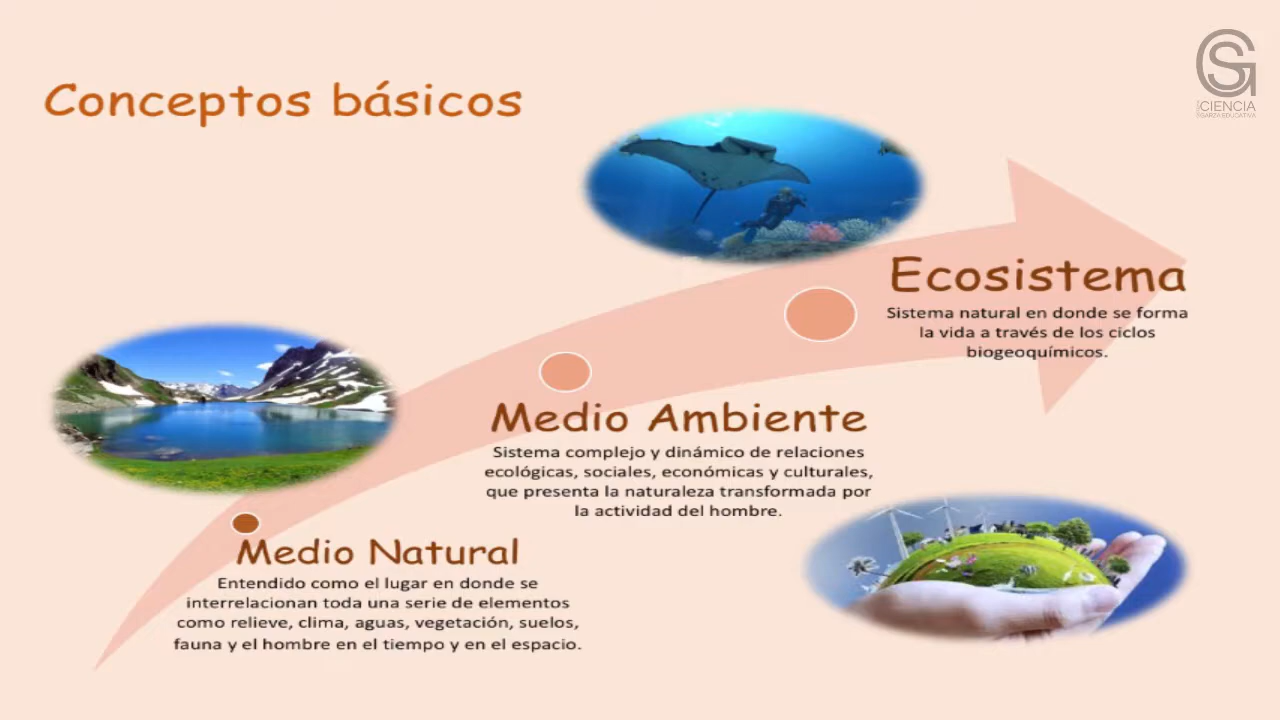 Conceptos básicos
CIENCIA
GARZA EDUCATIVA
Ecosistema
Sistema natural en donde se forma
la vida a través de los ciclos
biogeoquímicos.
Medio Ambiente
Sistema complejo y dinámico de relaciones
ecológicas, sociales, económicas y culturales,
que presenta la naturaleza transformada por
la actividad del hombre.
Medio Natural
Entendido como el lugar en donde se
interrelacionan toda una serie de elementos
como relieve, clima, aguas, vegetación, suelos,
fauna y el hombre en el tiempo y en el espacio.